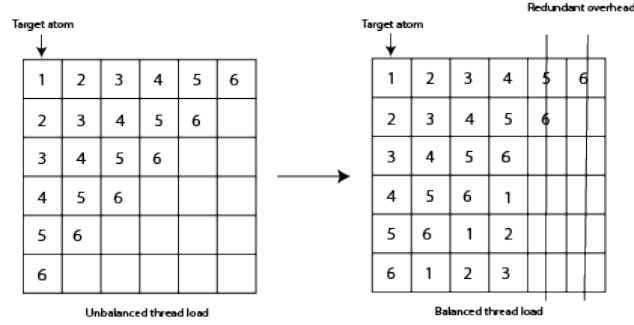 Redundant overhead
Target atom
Target atom
1 2 3 4 5 6
2 3 4 5 6
3 4 5 6
4 5 6
5 6
6
1 2 3 4 5 6
2 3 4 5 6
3 4 5 6
4 5 6 1
5 6 1 2
6 1 2 3
Unbalanced thread load
Balanced thread load